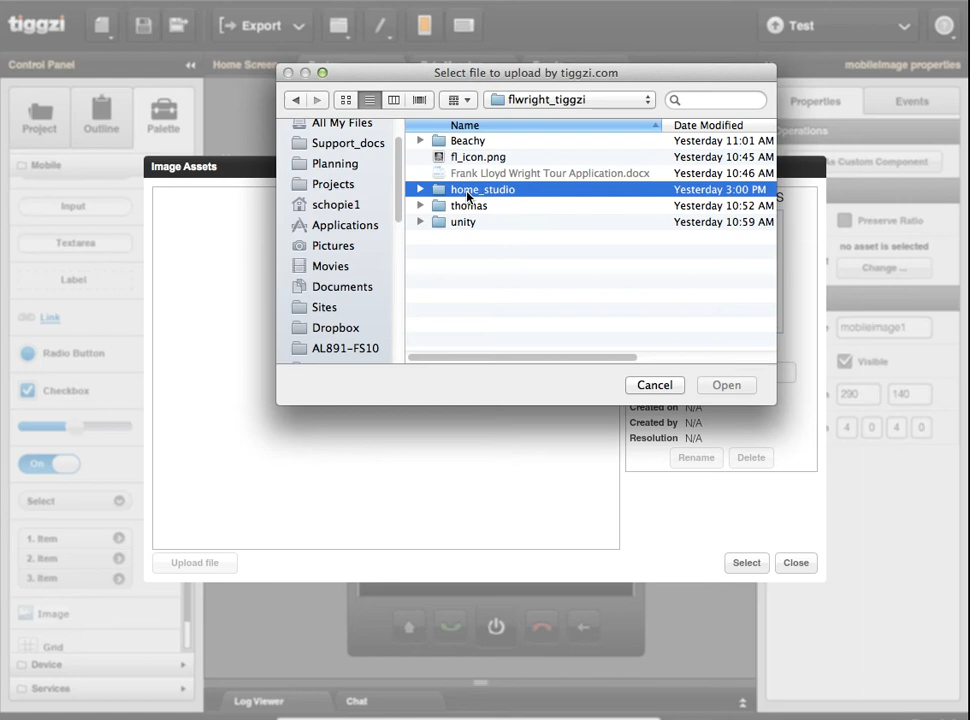 tiggzi
Export
Test
Control Panel
Home Screen
mobileimage properties
Select file to upload by tiggzi.com
flwright_tiggzi
Project
Outline
Palette
Properties
Events
All My Files
Support_docs
Planning
Projects
schopie1
Applications
Pictures
Movies
Documents
Sites
Dropbox
AL891-FS10
Name
Date Modified
Beachy
Yesterday 11:01 AM
fl_icon.png
Yesterday 10:45 AM
Frank Lloyd Wright Tour Application.docx
Yesterday 10:46 AM
home_studio
Yesterday 3:00 PM
thomas
Yesterday 10:52 AM
unity
Yesterday 10:59 AM
Cancel
Open
Image Assets
Operations
As Custom Component
Preserve Ratio
no asset is selected
Change ...
mobileimage1
Visible
290
140
4
0
4
0
Mobile
Input
Textarea
Label
Link
Radio Button
Checkbox
On
Select
1. Item
2. Item
3. Item
Image
Grid
Device
Services
Created on N/A
Created by N/A
Resolution N/A
Rename
Delete
Upload file
Select
Close
Log Viewer
Chat